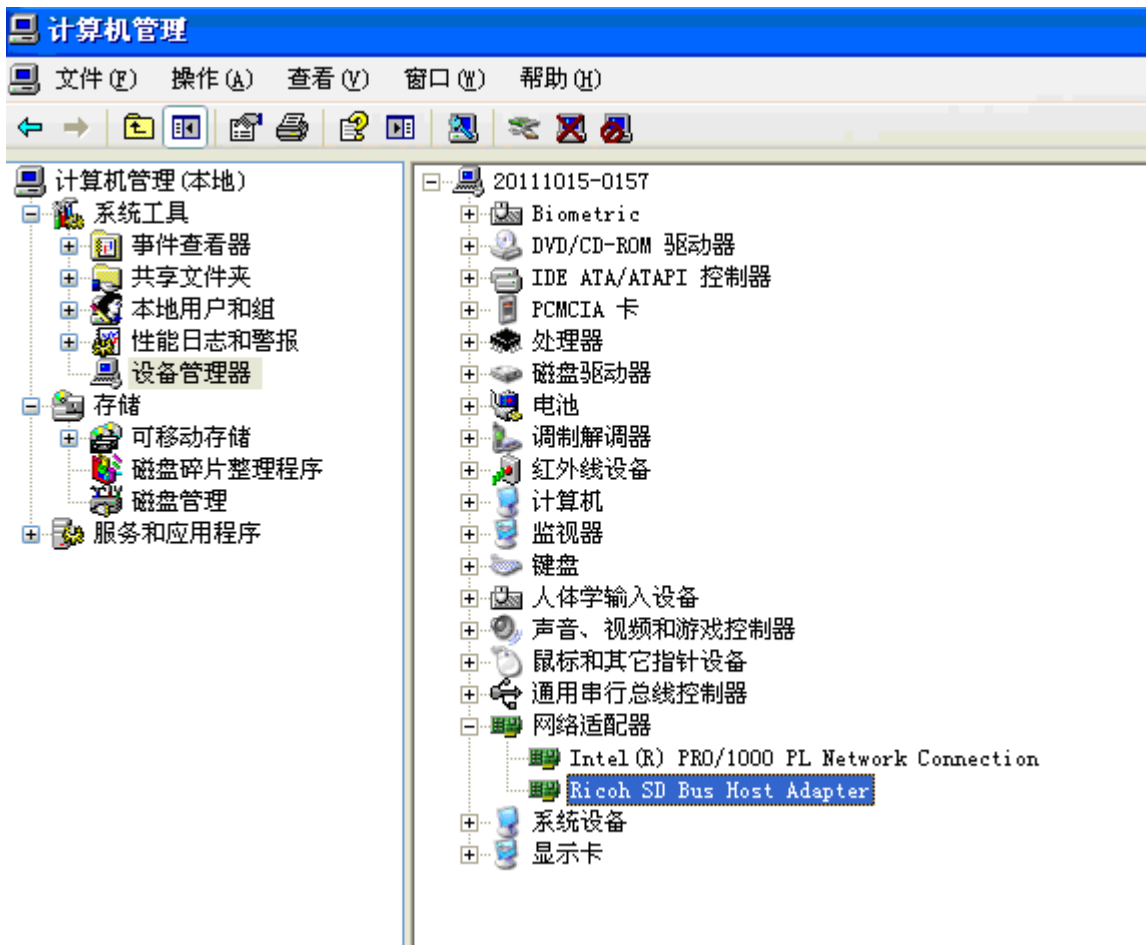 计算机管理
文件(F) 操作(A) 查看(V) 窗口(W) 帮助(H)
计算机管理(本地)
系统工具
事件查看器
共享文件夹
本地用户和组
性能日志和警报
设备管理器
存储
可移动存储
磁盘碎片整理程序
磁盘管理
服务和应用程序
20111015-0157
Biometric
DVD/CD-ROM 驱动器
IDE ATA/ATAPI 控制器
PCMCIA 卡
处理器
磁盘驱动器
电池
调制解调器
红外线设备
计算机
监视器
键盘
人体学输入设备
声音、视频和游戏控制器
鼠标和其它指针设备
通用串行总线控制器
网络适配器
Intel(R) PRO/1000 PL Network Connection
Ricoh SD Bus Host Adapter
系统设备
显示卡